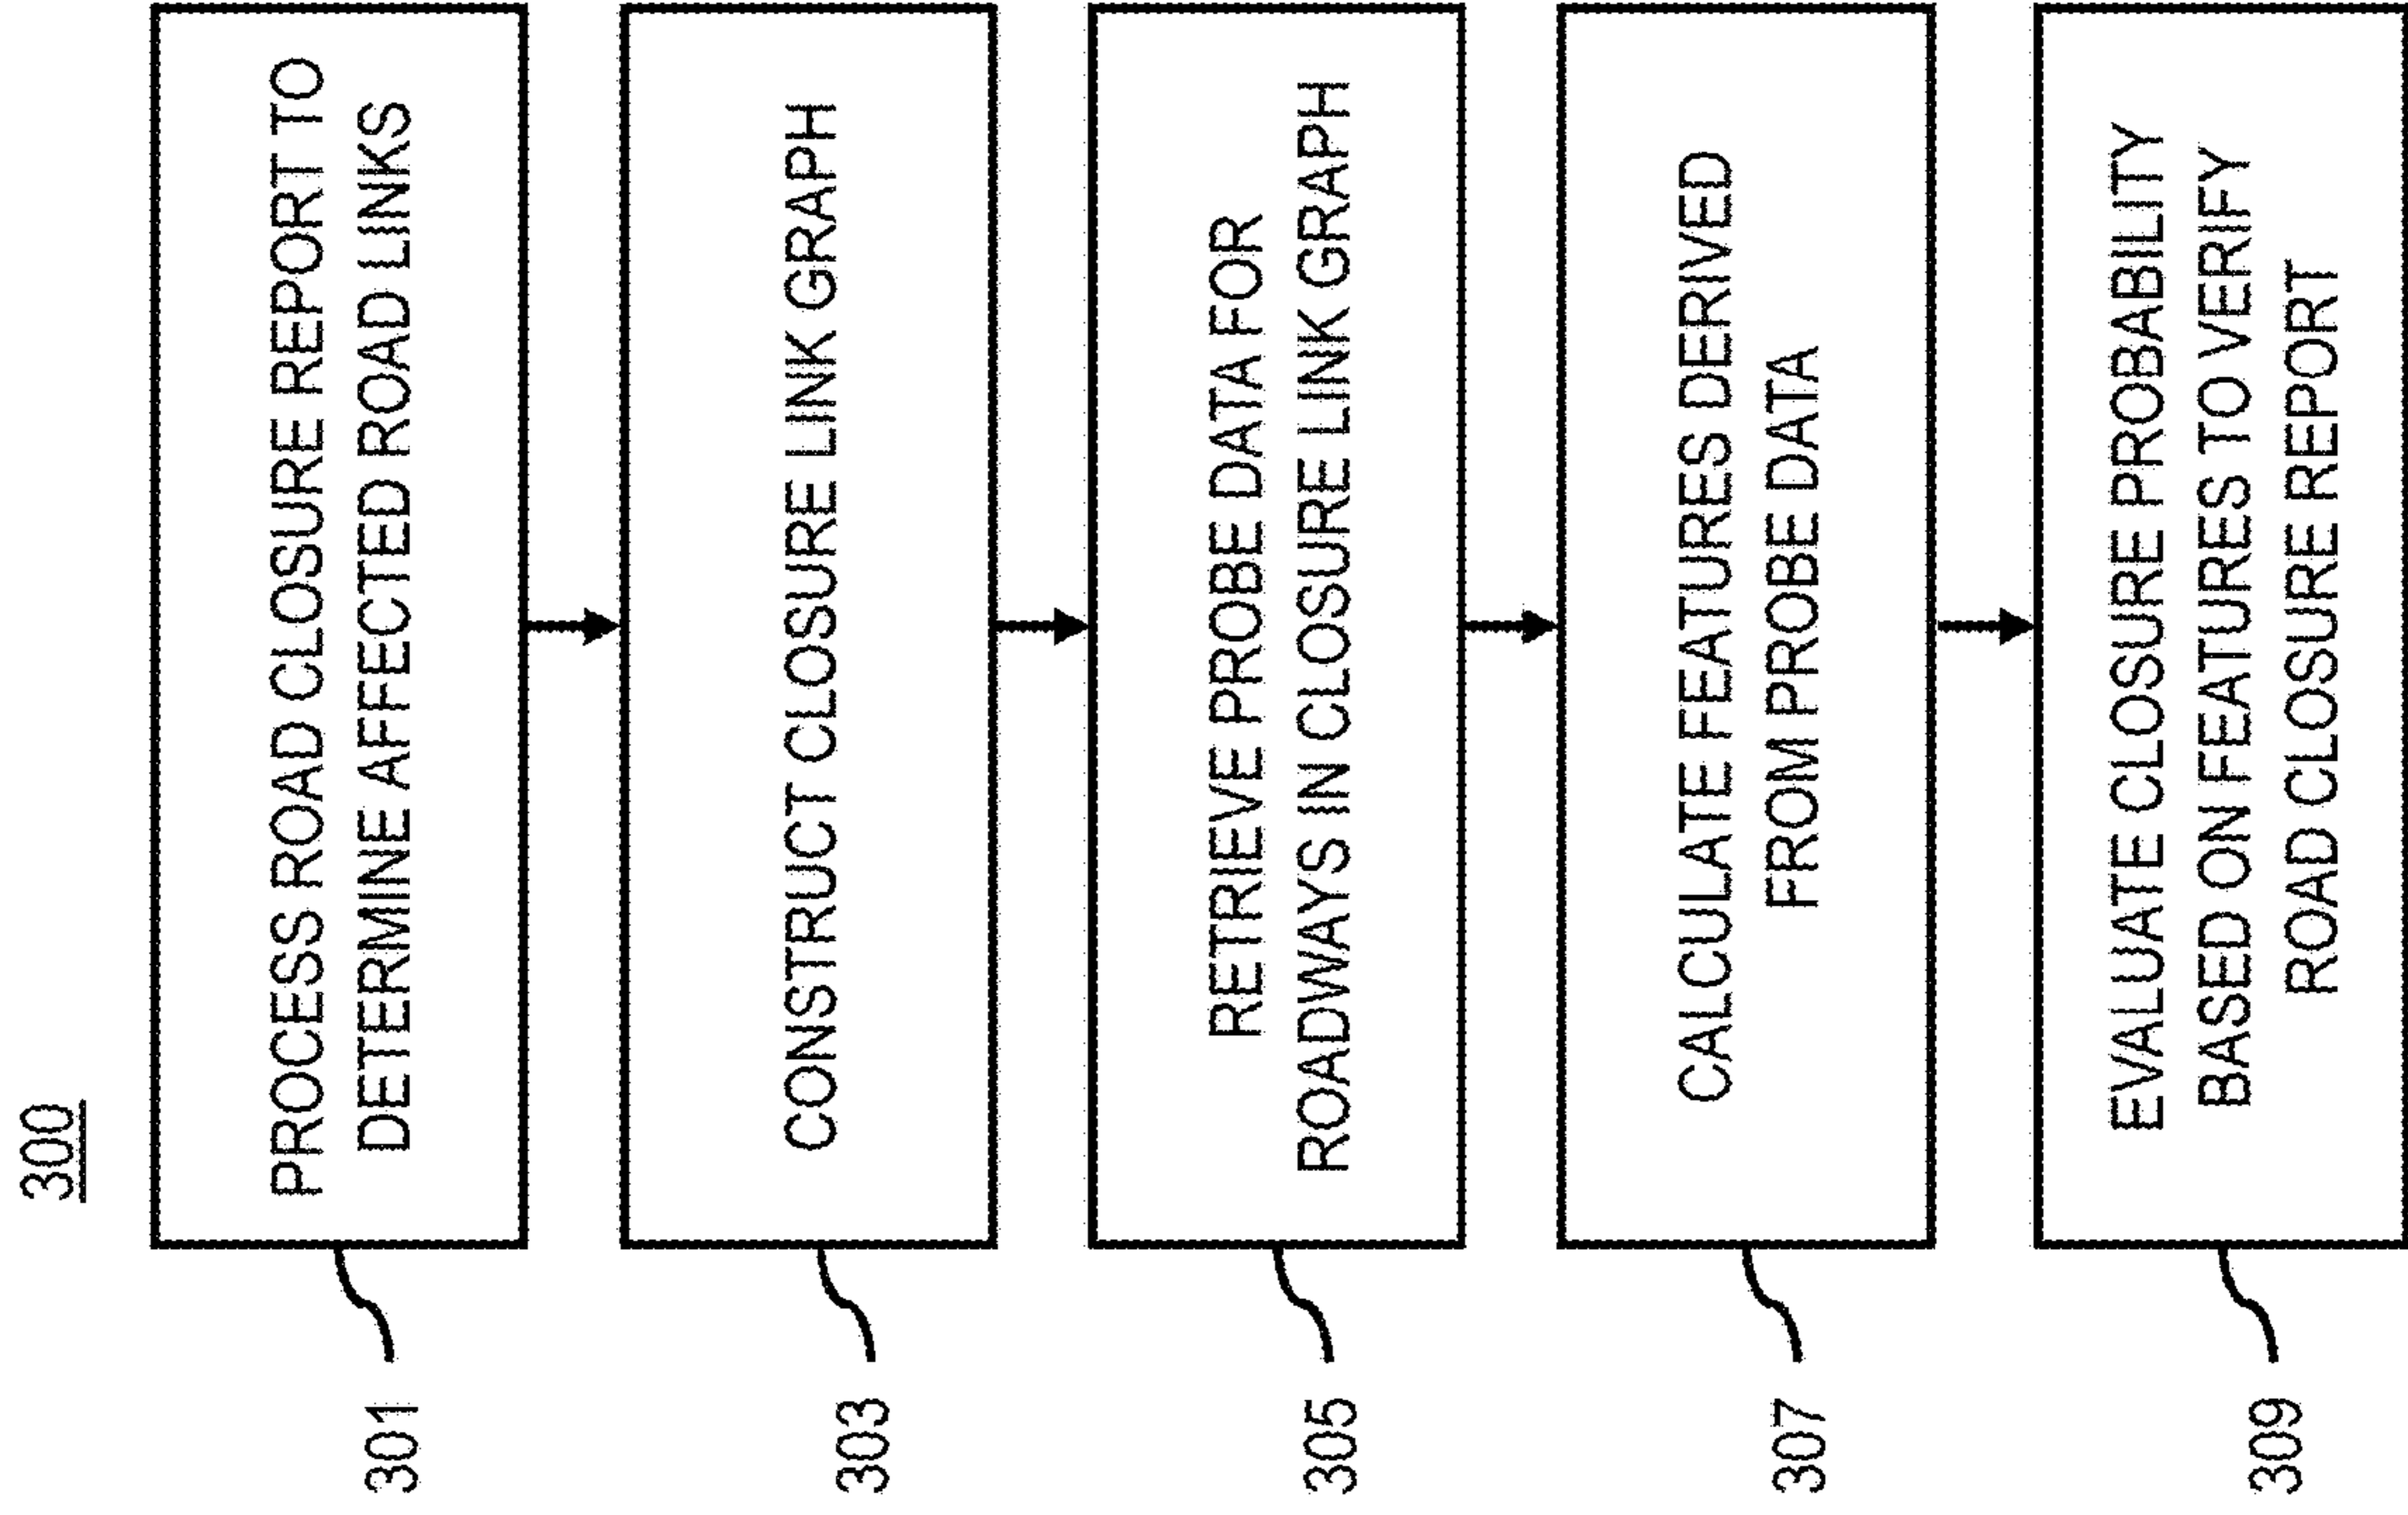 300
301
PROCESS ROAD CLOSURE REPORT TO
DETERMINE AFFECTED ROAD LINKS
303
CONSTRUCT CLOSURE LINK GRAPH
305
RETRIEVE PROBE DATA FOR
ROADWAYS IN CLOSURE LINK GRAPH
307
CALCULATE FEATURES DERIVED
FROM PROBE DATA
309
EVALUATE CLOSURE PROBABILITY
BASED ON FEATURES TO VERIFY
ROAD CLOSURE REPORT